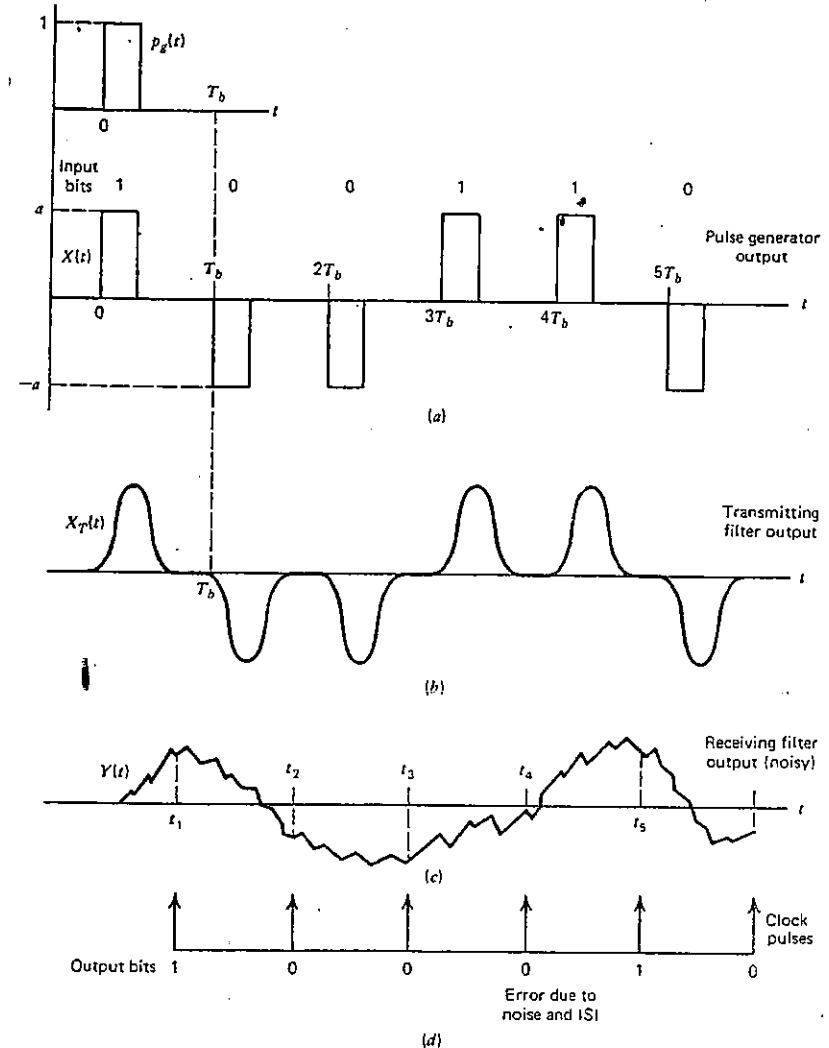 1
p_g(t)
T_b
t
0
Input
bits
1 0 0 1 1 0
a
X(t)
T_b
2T_b
5T_b
Pulse generator
output
0
3T_b
4T_b
t
−a
(a)
X_T(t)
Transmitting
filter output
T_b
t
(b)
Y(t)
t_2
t_3
t_4
Receiving filter
output (noisy)
t_1
t_5
t
(c)
Clock
pulses
Output bits 1 0 0 0 1 0
Error due to
noise and ISI
(d)